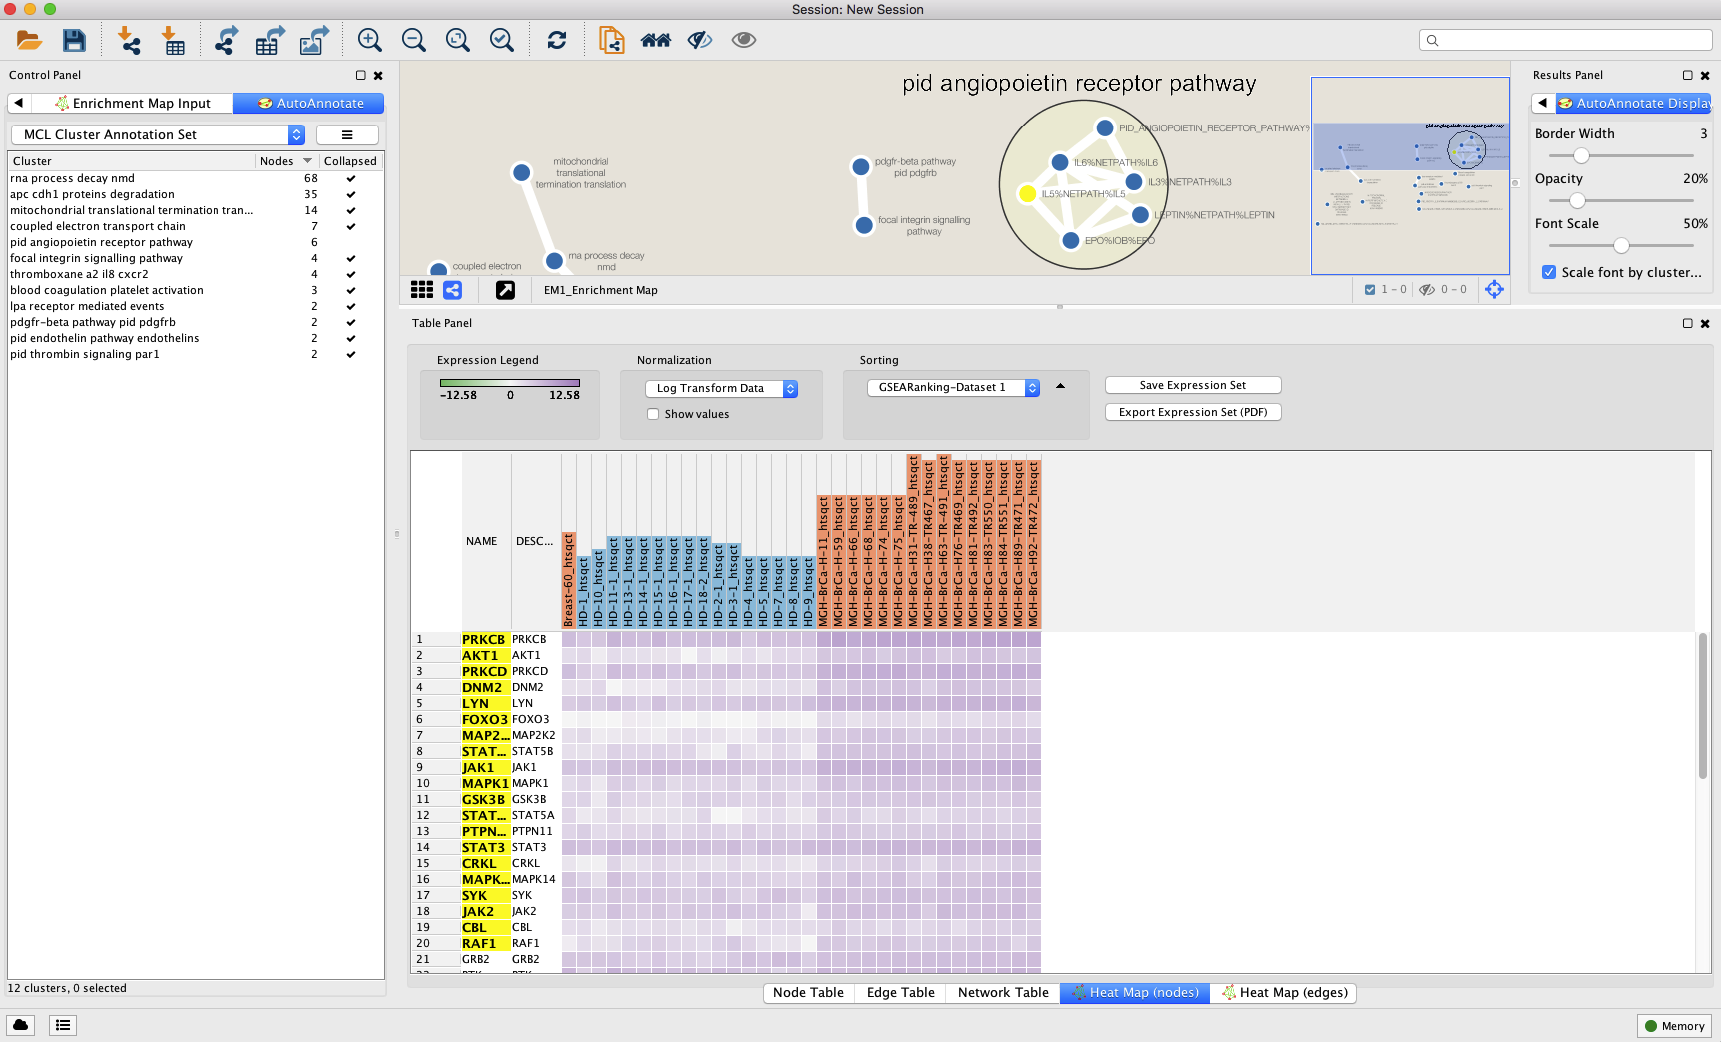 Session: New Session
Control Panel
Enrichment Map Input
AutoAnnotate
MCL Cluster Annotation Set
Cluster Nodes Collapsed
rna process decay nmd 68
apc cdh1 proteins degradation 35
mitochondrial translational termination tran... 14
coupled electron transport chain 7
pid angiopoietin receptor pathway 6
focal integrin signalling pathway 4
thromboxane a2 il8 cxcr2 4
blood coagulation platelet activation 3
lpa receptor mediated events 2
pdgfr-beta pathway pid pdgfrb 2
pid endothelin pathway endothelins 2
pid thrombin signaling par1 2
12 clusters, 0 selected
pid angiopoietin receptor pathway
mitochondrial
translational
termination translation
rna process decay
nmd
coupled electron
pdgfr-beta pathway
pid pdgfrb
focal integrin signalling
pathway
PID_ANGIOPOIETIN_RECEPTOR_PATHWAY%
IL6%NETPATH%IL6
IL3%NETPATH%IL3
IL5%NETPATH%IL5
LEPTIN%NETPATH%LEPTIN
EPO%IOB%EPO
EM1_Enrichment Map
1 - 0
0 - 0
Results Panel
AutoAnnotate Display
Border Width 3
Opacity 20%
Font Scale 50%
Scale font by cluster...
Table Panel
Expression Legend
-12.58 0 12.58
Normalization
Log Transform Data
Show values
Sorting
GSEARanking-Dataset 1
Save Expression Set
Export Expression Set (PDF)
NAME DESC...
Breast-60_htsqct
HD-1_htsqct
HD-10_htsqct
HD-11-1_htsqct
HD-13-1_htsqct
HD-14-1_htsqct
HD-15-1_htsqct
HD-16-1_htsqct
HD-17-1_htsqct
HD-18-2_htsqct
HD-2-1_htsqct
HD-3-1_htsqct
HD-4_htsqct
HD-5_htsqct
HD-7_htsqct
HD-8_htsqct
HD-9_htsqct
MGH-BrCa-H-11_htsqct
MGH-BrCa-H-59_htsqct
MGH-BrCa-H-66_htsqct
MGH-BrCa-H-68_htsqct
MGH-BrCa-H-74_htsqct
MGH-BrCa-H-75_htsqct
MGH-BrCa-H31-TR-489_htsqct
MGH-BrCa-H38-TR467_htsqct
MGH-BrCa-H63-TR-491_htsqct
MGH-BrCa-H76-TR469_htsqct
MGH-BrCa-H81-TR492_htsqct
MGH-BrCa-H83-TR550_htsqct
MGH-BrCa-H84-TR551_htsqct
MGH-BrCa-H89-TR471_htsqct
MGH-BrCa-H92-TR472_htsqct
1 PRKCB PRKCB
2 AKT1 AKT1
3 PRKCD PRKCD
4 DNM2 DNM2
5 LYN LYN
6 FOXO3 FOXO3
7 MAP2... MAP2K2
8 STAT... STAT5B
9 JAK1 JAK1
10 MAPK1 MAPK1
11 GSK3B GSK3B
12 STAT... STAT5A
13 PTPN... PTPN11
14 STAT3 STAT3
15 CRKL CRKL
16 MAPK... MAPK14
17 SYK SYK
18 JAK2 JAK2
19 CBL CBL
20 RAF1 RAF1
21 GRB2 GRB2
Node Table
Edge Table
Network Table
Heat Map (nodes)
Heat Map (edges)
Memory